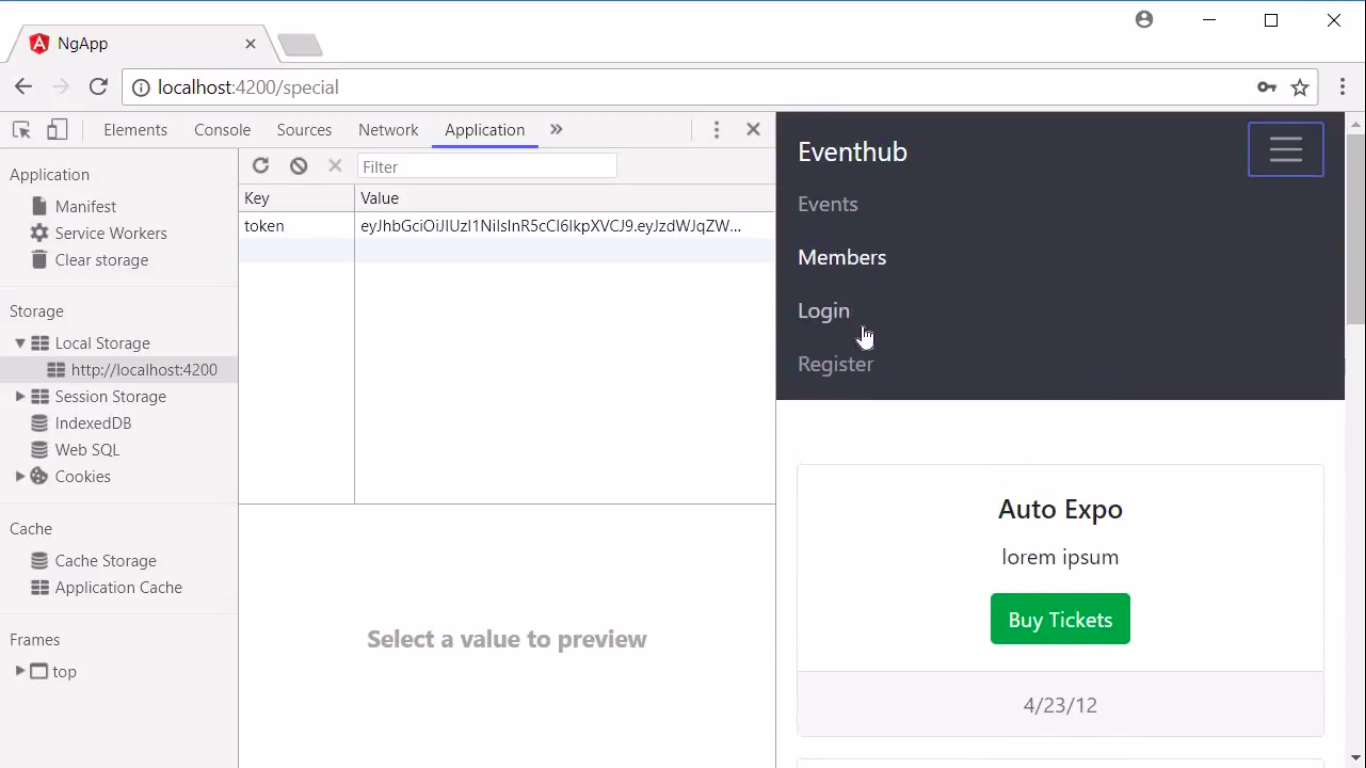 NgApp
localhost:4200/special
Elements
Console
Sources
Network
Application
Filter
Application
Manifest
Service Workers
Clear storage
Storage
Local Storage
http://localhost:4200
Session Storage
IndexedDB
Web SQL
Cookies
Cache
Cache Storage
Application Cache
Frames
top
Key
Value
token
eyJhbGciOiJIUzI1NiIsInR5cCI6IkpXVCJ9.eyJzdWJqZW...
Select a value to preview
Eventhub
Events
Members
Login
Register
Auto Expo
lorem ipsum
Buy Tickets
4/23/12